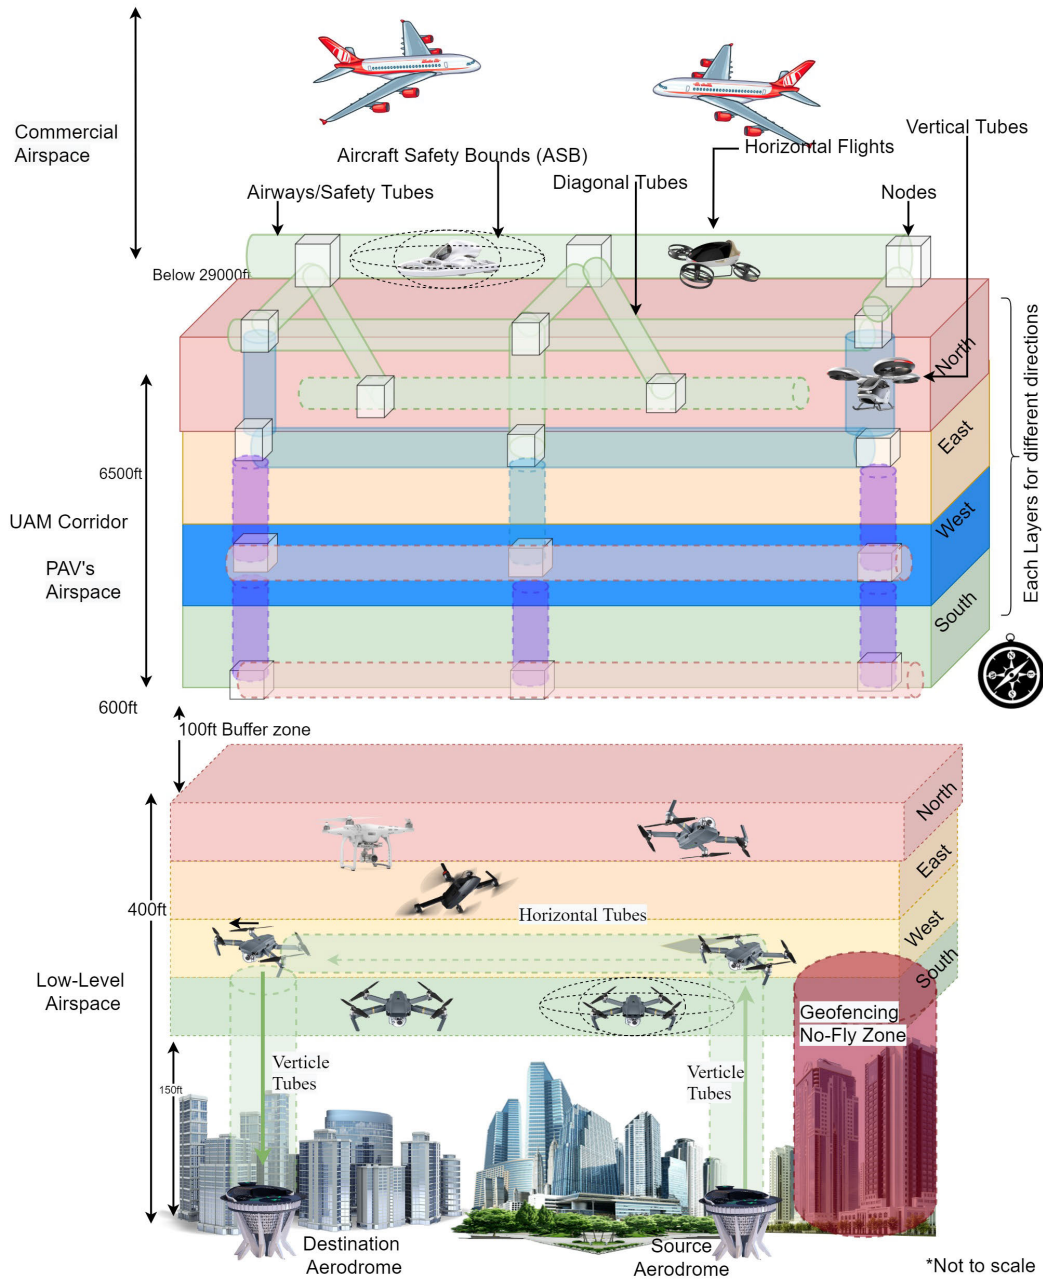 Commercial
Airspace
Vertical Tubes
Horizontal Flights
Aircraft Safety Bounds (ASB)
Diagonal Tubes
Airways/Safety Tubes
Nodes
Below 29000ft
North
East
West
South
Each Layers for different directions
6500ft
UAM Corridor
PAV's
Airspace
600ft
100ft Buffer zone
North
East
West
South
400ft
Horizontal Tubes
Low-Level
Airspace
Geofencing
No-Fly Zone
Verticle
Tubes
Verticle
Tubes
150ft
Destination
Aerodrome
Source
Aerodrome
*Not to scale